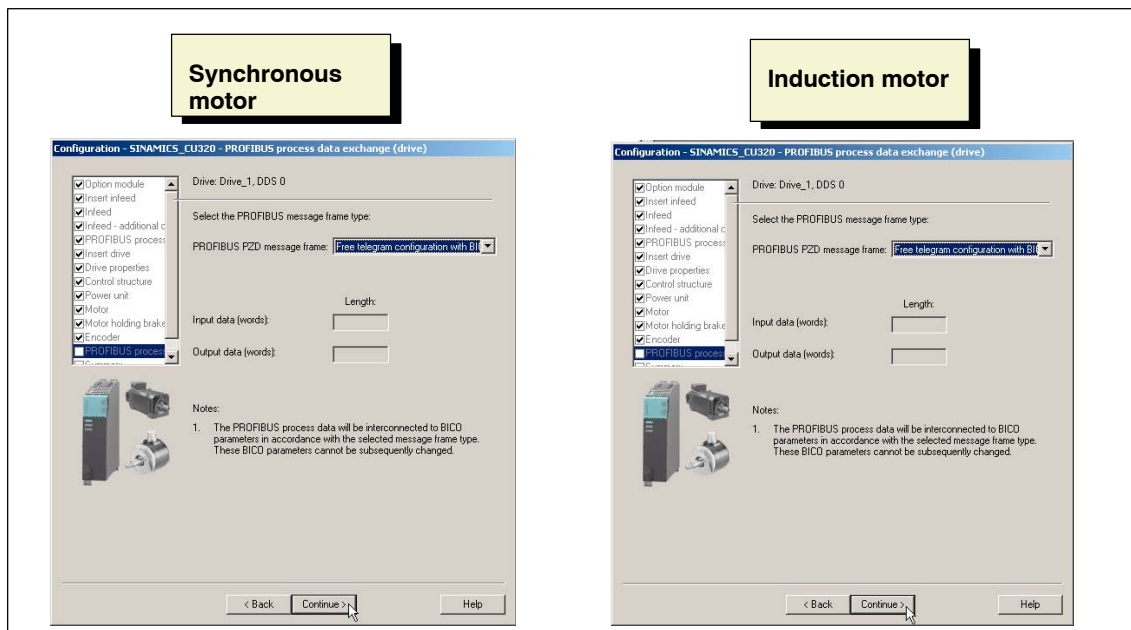 Synchronous
motor
Configuration - SINAMICS_CU320 - PROFIBUS process data exchange (drive)
Option module
Insert infeed
Infeed
Infeed - additional c
PROFIBUS process
Insert drive
Drive properties
Control structure
Power unit
Motor
Motor holding brake
Encoder
PROFIBUS process
Summary
Drive: Drive_1, DDS 0
Select the PROFIBUS message frame type:
PROFIBUS PZD message frame: Free telegram configuration with BI
Length:
Input data (words):
Output data (words):
Notes:
1. The PROFIBUS process data will be interconnected to BICO
parameters in accordance with the selected message frame type.
These BICO parameters cannot be subsequently changed.
< Back Continue > Help
Induction motor
Configuration - SINAMICS_CU320 - PROFIBUS process data exchange (drive)
Option module
Insert infeed
Infeed
Infeed - additional c
PROFIBUS process
Insert drive
Drive properties
Control structure
Power unit
Motor
Motor holding brake
Encoder
PROFIBUS process
Drive: Drive_1, DDS 0
Select the PROFIBUS message frame type:
PROFIBUS PZD message frame: Free telegram configuration with BI
Length:
Input data (words):
Output data (words):
Notes:
1. The PROFIBUS process data will be interconnected to BICO
parameters in accordance with the selected message frame type.
These BICO parameters cannot be subsequently changed.
< Back Continue > Help